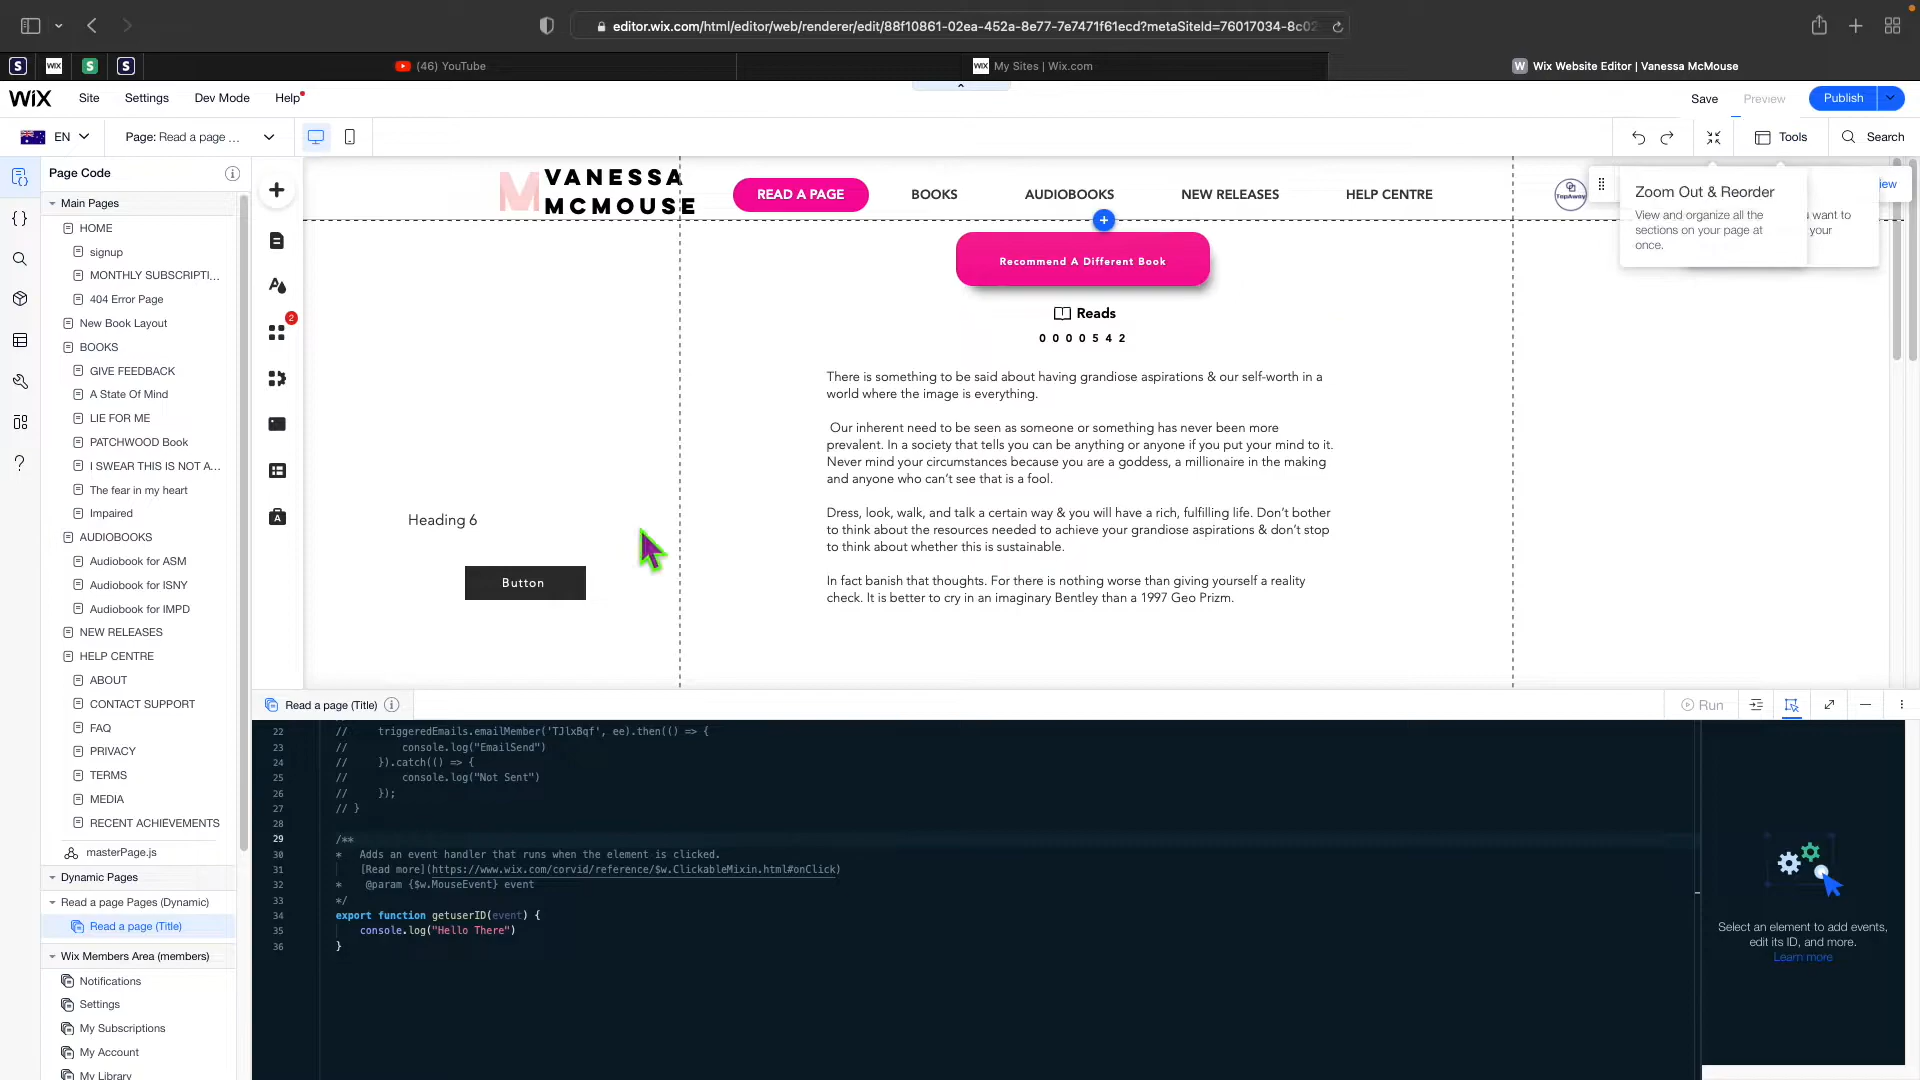 editor.wix.com/html/editor/web/renderer/edit/88f10861-02ea-452a-8e77-7e7471f61ecd?metaSiteId=76017034-8c02
S
WIX
S
S
(46) YouTube
WIX My Sites | Wix.com
W Wix Website Editor | Vanessa McMouse
WIX
Site
Settings
Dev Mode
Help
Save
Preview
Publish
EN
Page: Read a page ...
Tools
Search
Page Code
Main Pages
HOME
signup
MONTHLY SUBSCRIPTI...
404 Error Page
New Book Layout
BOOKS
GIVE FEEDBACK
A State Of Mind
LIE FOR ME
PATCHWOOD Book
I SWEAR THIS IS NOT A...
The fear in my heart
Impaired
AUDIOBOOKS
Audiobook for ASM
Audiobook for ISNY
Audiobook for IMPD
NEW RELEASES
HELP CENTRE
ABOUT
CONTACT SUPPORT
FAQ
PRIVACY
TERMS
MEDIA
RECENT ACHIEVEMENTS
masterPage.js
Dynamic Pages
Read a page Pages (Dynamic)
Read a page (Title)
Wix Members Area (members)
Notifications
Settings
My Subscriptions
My Account
My Library
2
M VANESSA
MCMOUSE
READ A PAGE
BOOKS
AUDIOBOOKS
NEW RELEASES
HELP CENTRE
TapAway
iew
Zoom Out & Reorder
View and organize all the
sections on your page at
once.
want to
your
Recommend A Different Book
Reads
0 0 0 0 5 4 2
There is something to be said about having grandiose aspirations & our self-worth in a
world where the image is everything.
Our inherent need to be seen as someone or something has never been more
prevalent. In a society that tells you can be anything or anyone if you put your mind to it.
Never mind your circumstances because you are a goddess, a millionaire in the making
and anyone who can't see that is a fool.
Dress, look, walk, and talk a certain way & you will have a rich, fulfilling life. Don't bother
to think about the resources needed to achieve your grandiose aspirations & don't stop
to think about whether this is sustainable.
In fact banish that thoughts. For there is nothing worse than giving yourself a reality
check. It is better to cry in an imaginary Bentley than a 1997 Geo Prizm.
Heading 6
Button
Read a page (Title)
Run
22 // triggeredEmails.emailMember('TJlxBqf', ee).then(() => {
23 // console.log("EmailSend")
24 // }).catch(() => {
25 // console.log("Not Sent")
26 // });
27 // }
28
29 /**
30 * Adds an event handler that runs when the element is clicked.
31 [Read more](https://www.wix.com/corvid/reference/$w.ClickableMixin.html#onClick)
32 * @param {$w.MouseEvent} event
33 */
34 export function getuserID(event) {
35 console.log("Hello There")
36 }
Select an element to add events,
edit its ID, and more.
Learn more